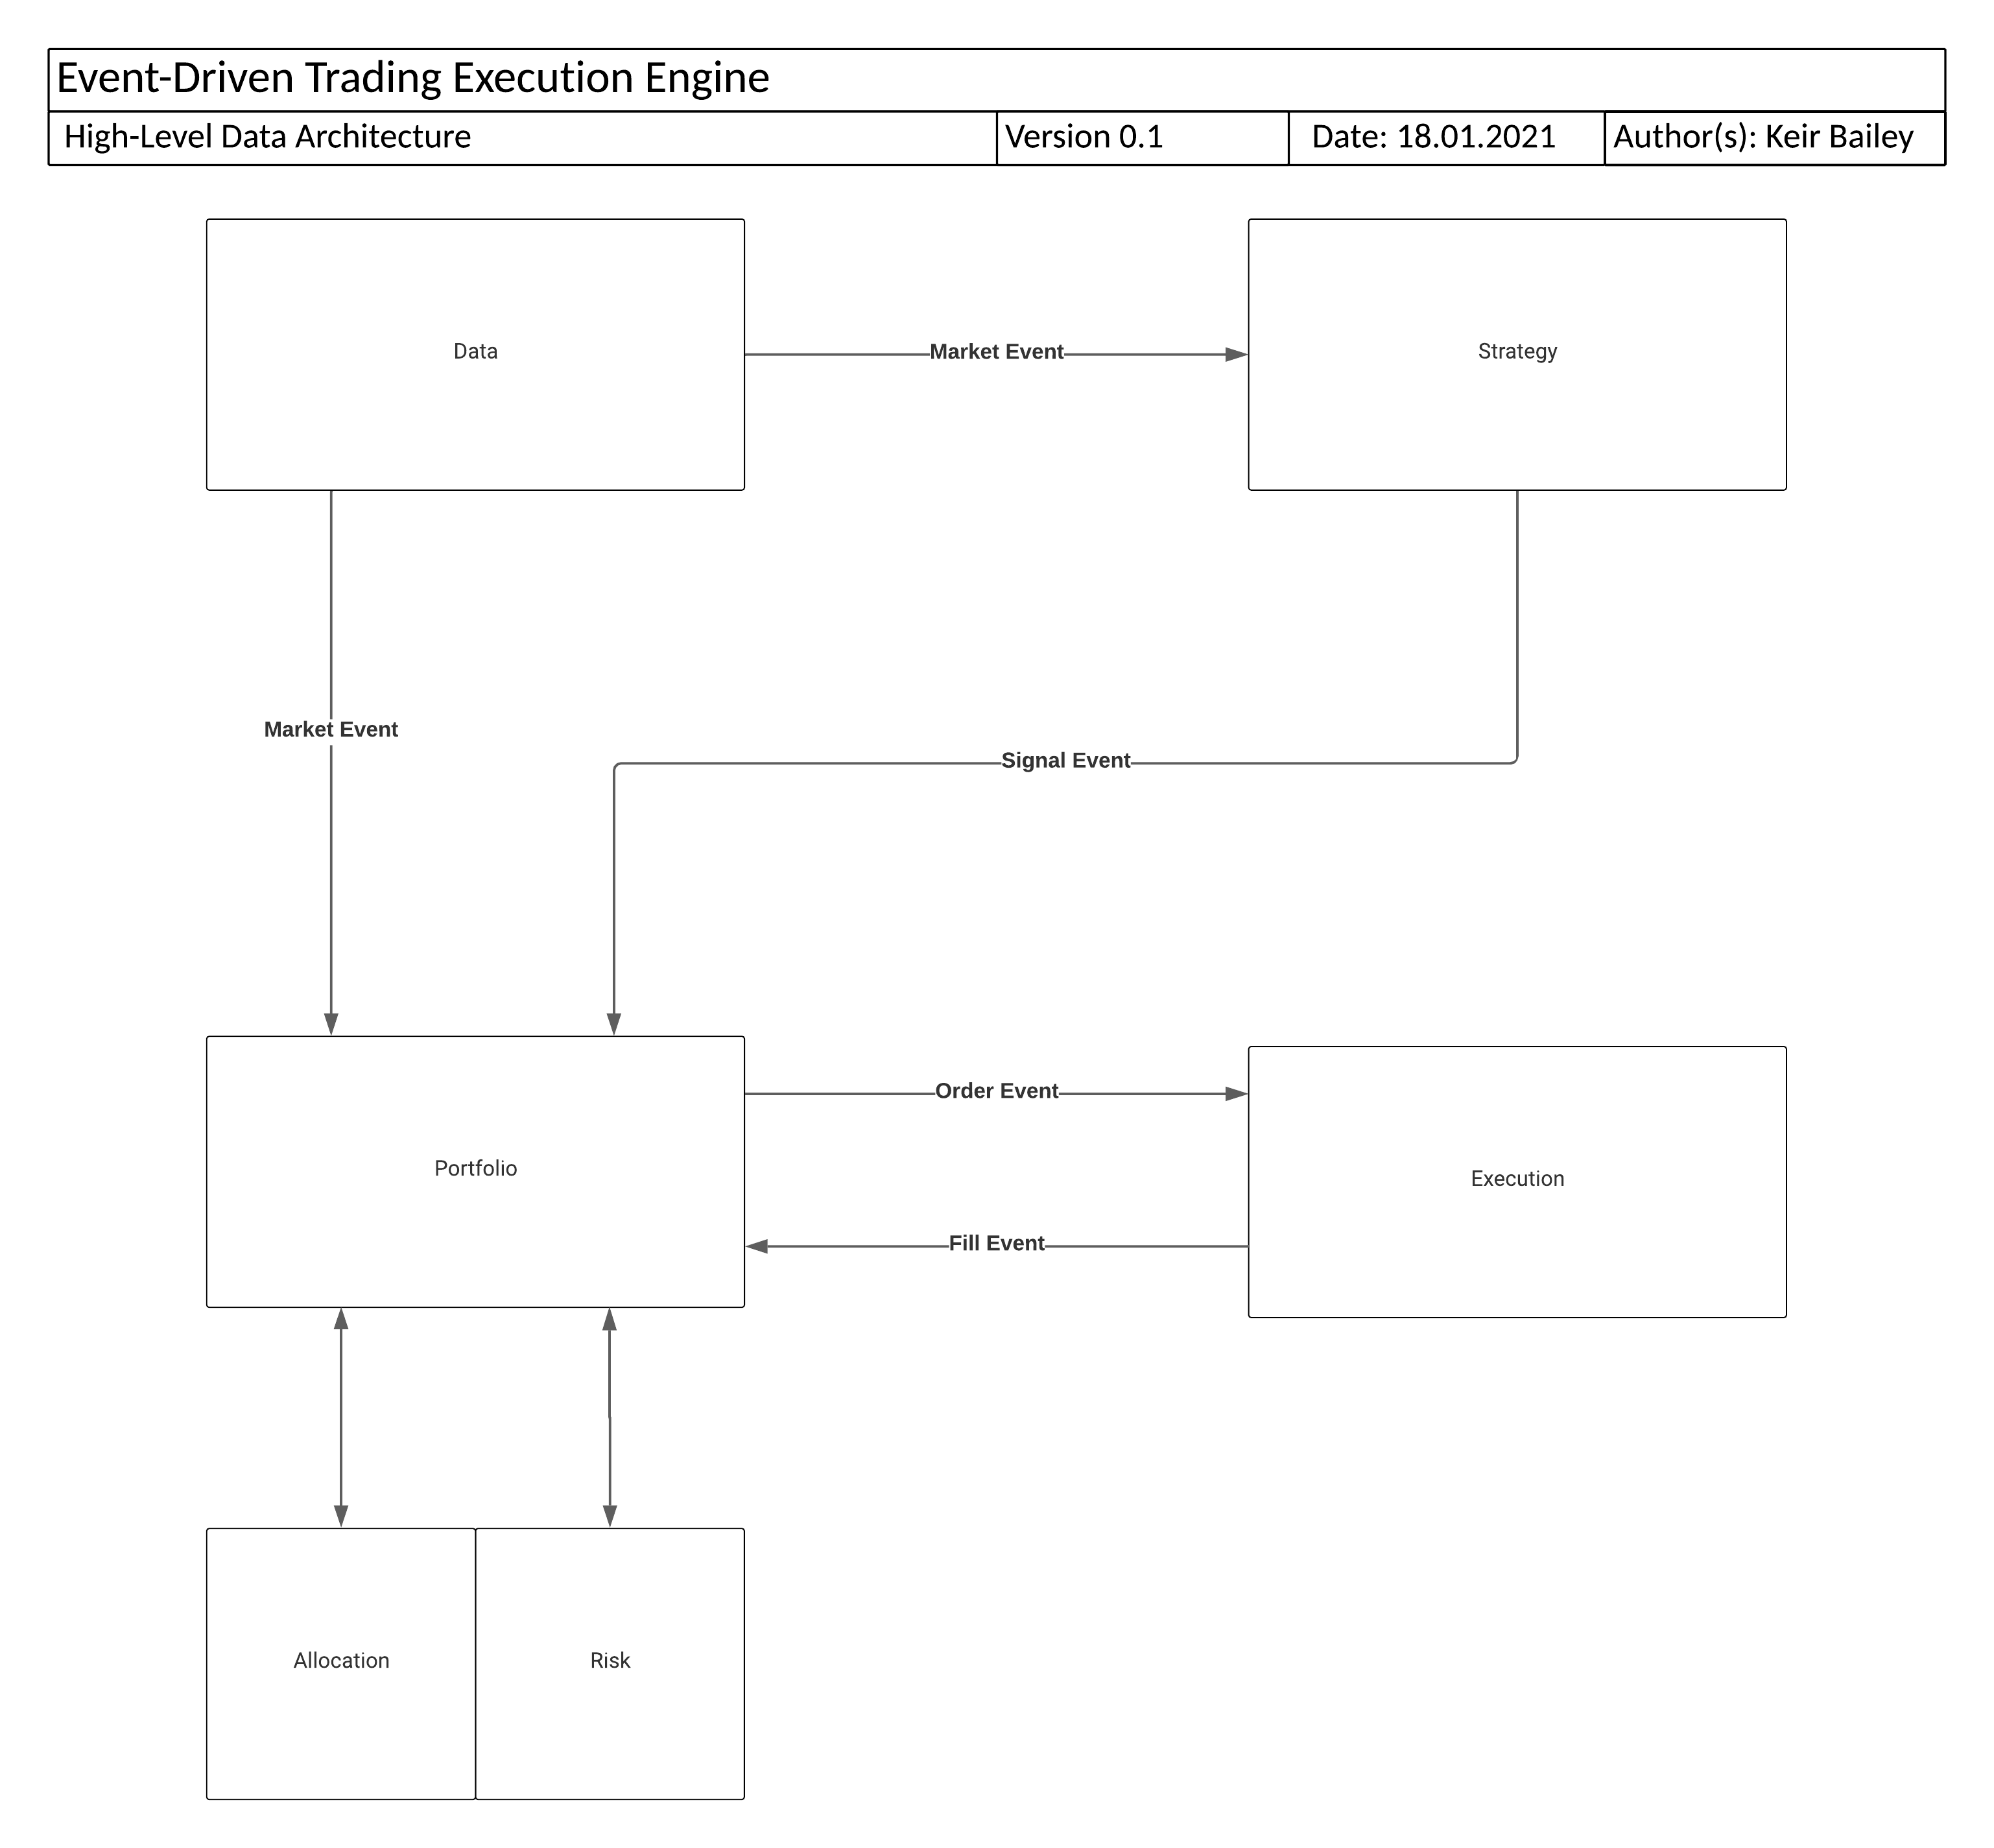 Event-Driven Trading Execution Engine
High-Level Data Architecture
Version 0.1
Date: 18.01.2021
Author(s): Keir Bailey
Data
Market Event
Strategy
Market Event
Signal Event
Portfolio
Order Event
Execution
Fill Event
Allocation
Risk